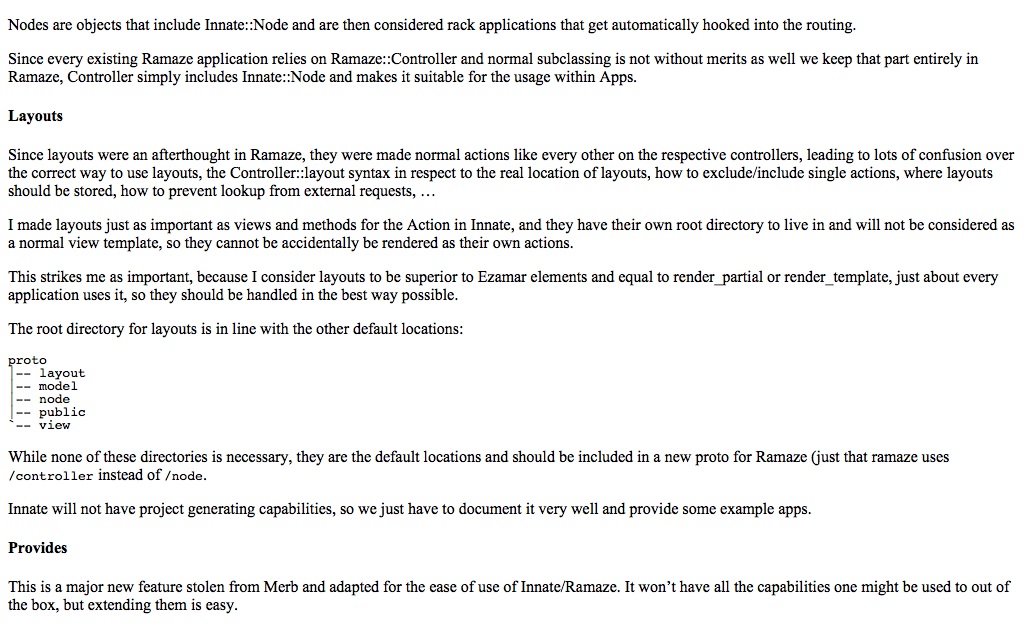 Nodes are objects that include Innate::Node and are then considered rack applications that get automatically hooked into the routing.
Since every existing Ramaze application relies on Ramaze::Controller and normal subclassing is not without merits as well we keep that part entirely in
Ramaze, Controller simply includes Innate::Node and makes it suitable for the usage within Apps.
Layouts
Since layouts were an afterthought in Ramaze, they were made normal actions like every other on the respective controllers, leading to lots of confusion over
the correct way to use layouts, the Controller::layout syntax in respect to the real location of layouts, how to exclude/include single actions, where layouts
should be stored, how to prevent lookup from external requests, …
I made layouts just as important as views and methods for the Action in Innate, and they have their own root directory to live in and will not be considered as
a normal view template, so they cannot be accidentally be rendered as their own actions.
This strikes me as important, because I consider layouts to be superior to Ezamar elements and equal to render_partial or render_template, just about every
application uses it, so they should be handled in the best way possible.
The root directory for layouts is in line with the other default locations:
proto
|-- layout
|-- model
|-- node
|-- public
`-- view
While none of these directories is necessary, they are the default locations and should be included in a new proto for Ramaze (just that ramaze uses
/controller instead of /node.
Innate will not have project generating capabilities, so we just have to document it very well and provide some example apps.
Provides
This is a major new feature stolen from Merb and adapted for the ease of use of Innate/Ramaze. It won’t have all the capabilities one might be used to out of
the box, but extending them is easy.